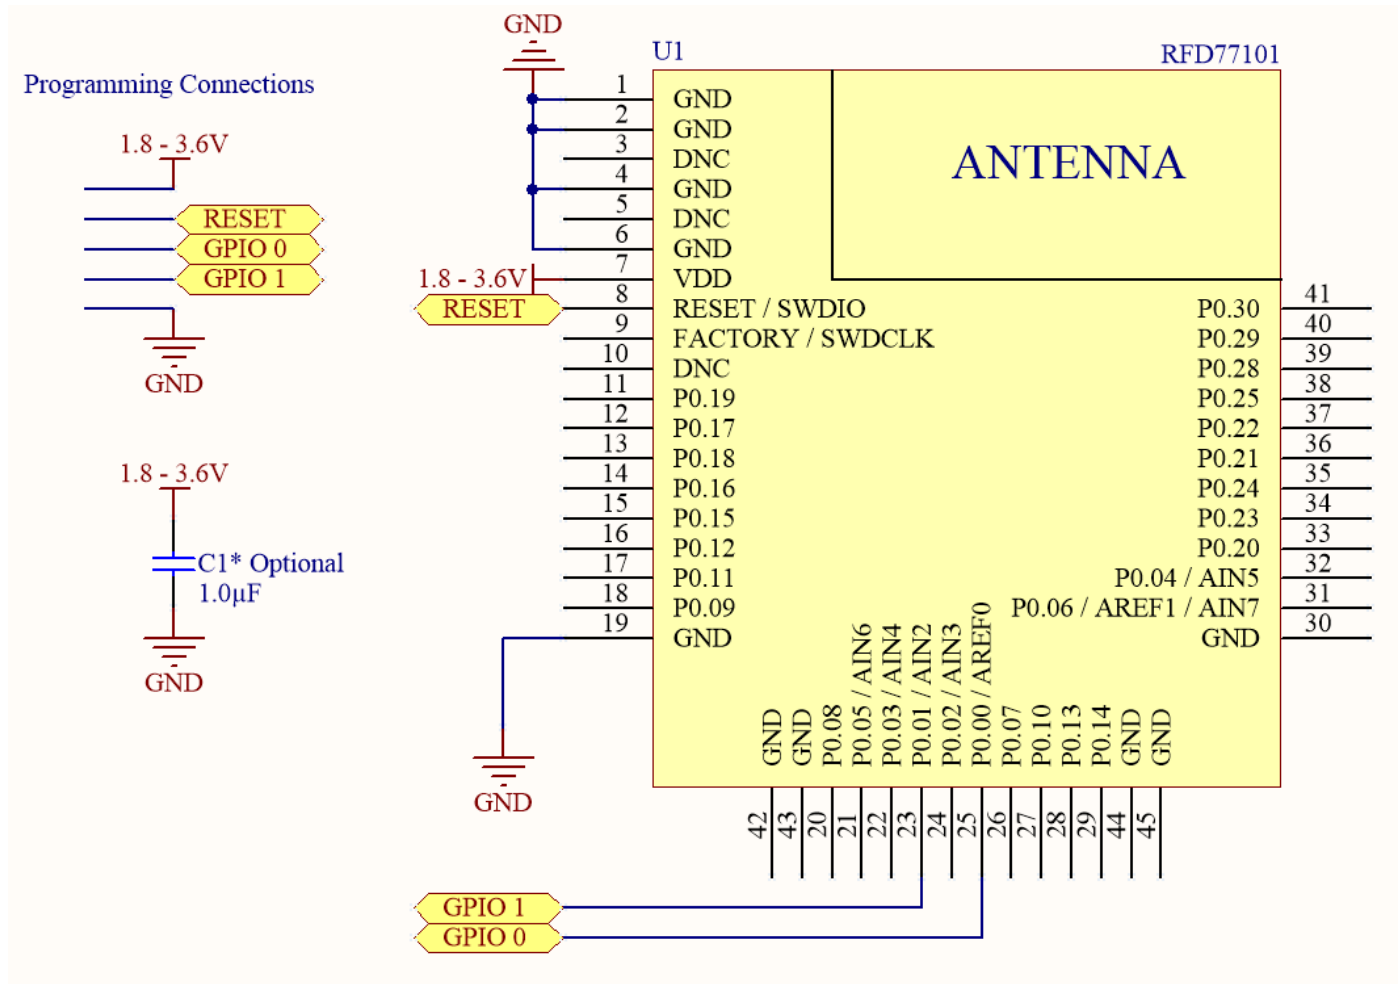 GND
U1
RFD77101
Programming Connections
1.8 - 3.6V
RESET
GPIO 0
GPIO 1
GND
1.8 - 3.6V
C1* Optional
1.0µF
GND
ANTENNA
1 GND
2 GND
3 DNC
4 GND
5 DNC
6 GND
1.8 - 3.6V 7 VDD
RESET 8 RESET / SWDIO
9 FACTORY / SWDCLK
10 DNC
11 P0.19
12 P0.17
13 P0.18
14 P0.16
15 P0.15
16 P0.12
17 P0.11
18 P0.09
19 GND
GND
P0.30 41
P0.29 40
P0.28 39
P0.25 38
P0.22 37
P0.21 36
P0.24 35
P0.23 34
P0.20 33
P0.04 / AIN5 32
P0.06 / AREF1 / AIN7 31
GND 30
GND 42
GND 43
P0.08 20
P0.05 / AIN6 21
P0.03 / AIN4 22
P0.01 / AIN2 23
P0.02 / AIN3 24
P0.00 / AREF0 25
P0.07 26
P0.10 27
P0.13 28
P0.14 29
GND 44
GND 45
GPIO 1
GPIO 0